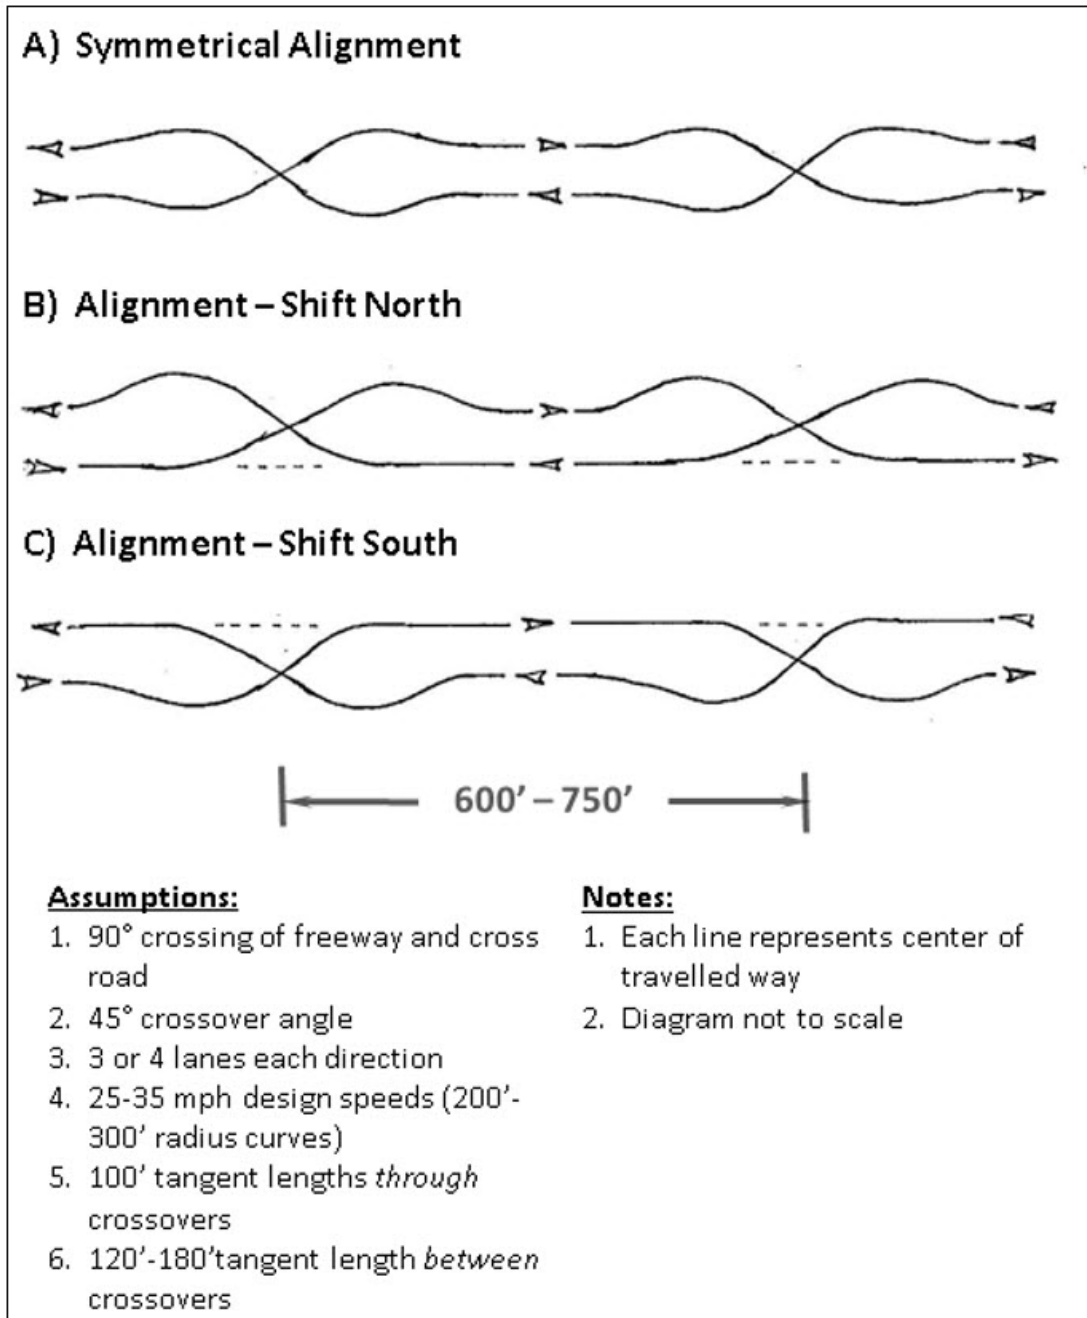 A) Symmetrical Alignment
B) Alignment – Shift North
C) Alignment – Shift South
600’ – 750’
Assumptions:
1. 90° crossing of freeway and cross
road
2. 45° crossover angle
3. 3 or 4 lanes each direction
4. 25-35 mph design speeds (200’-
300’ radius curves)
5. 100’ tangent lengths through
crossovers
6. 120’-180’tangent length between
crossovers
Notes:
1. Each line represents center of
travelled way
2. Diagram not to scale